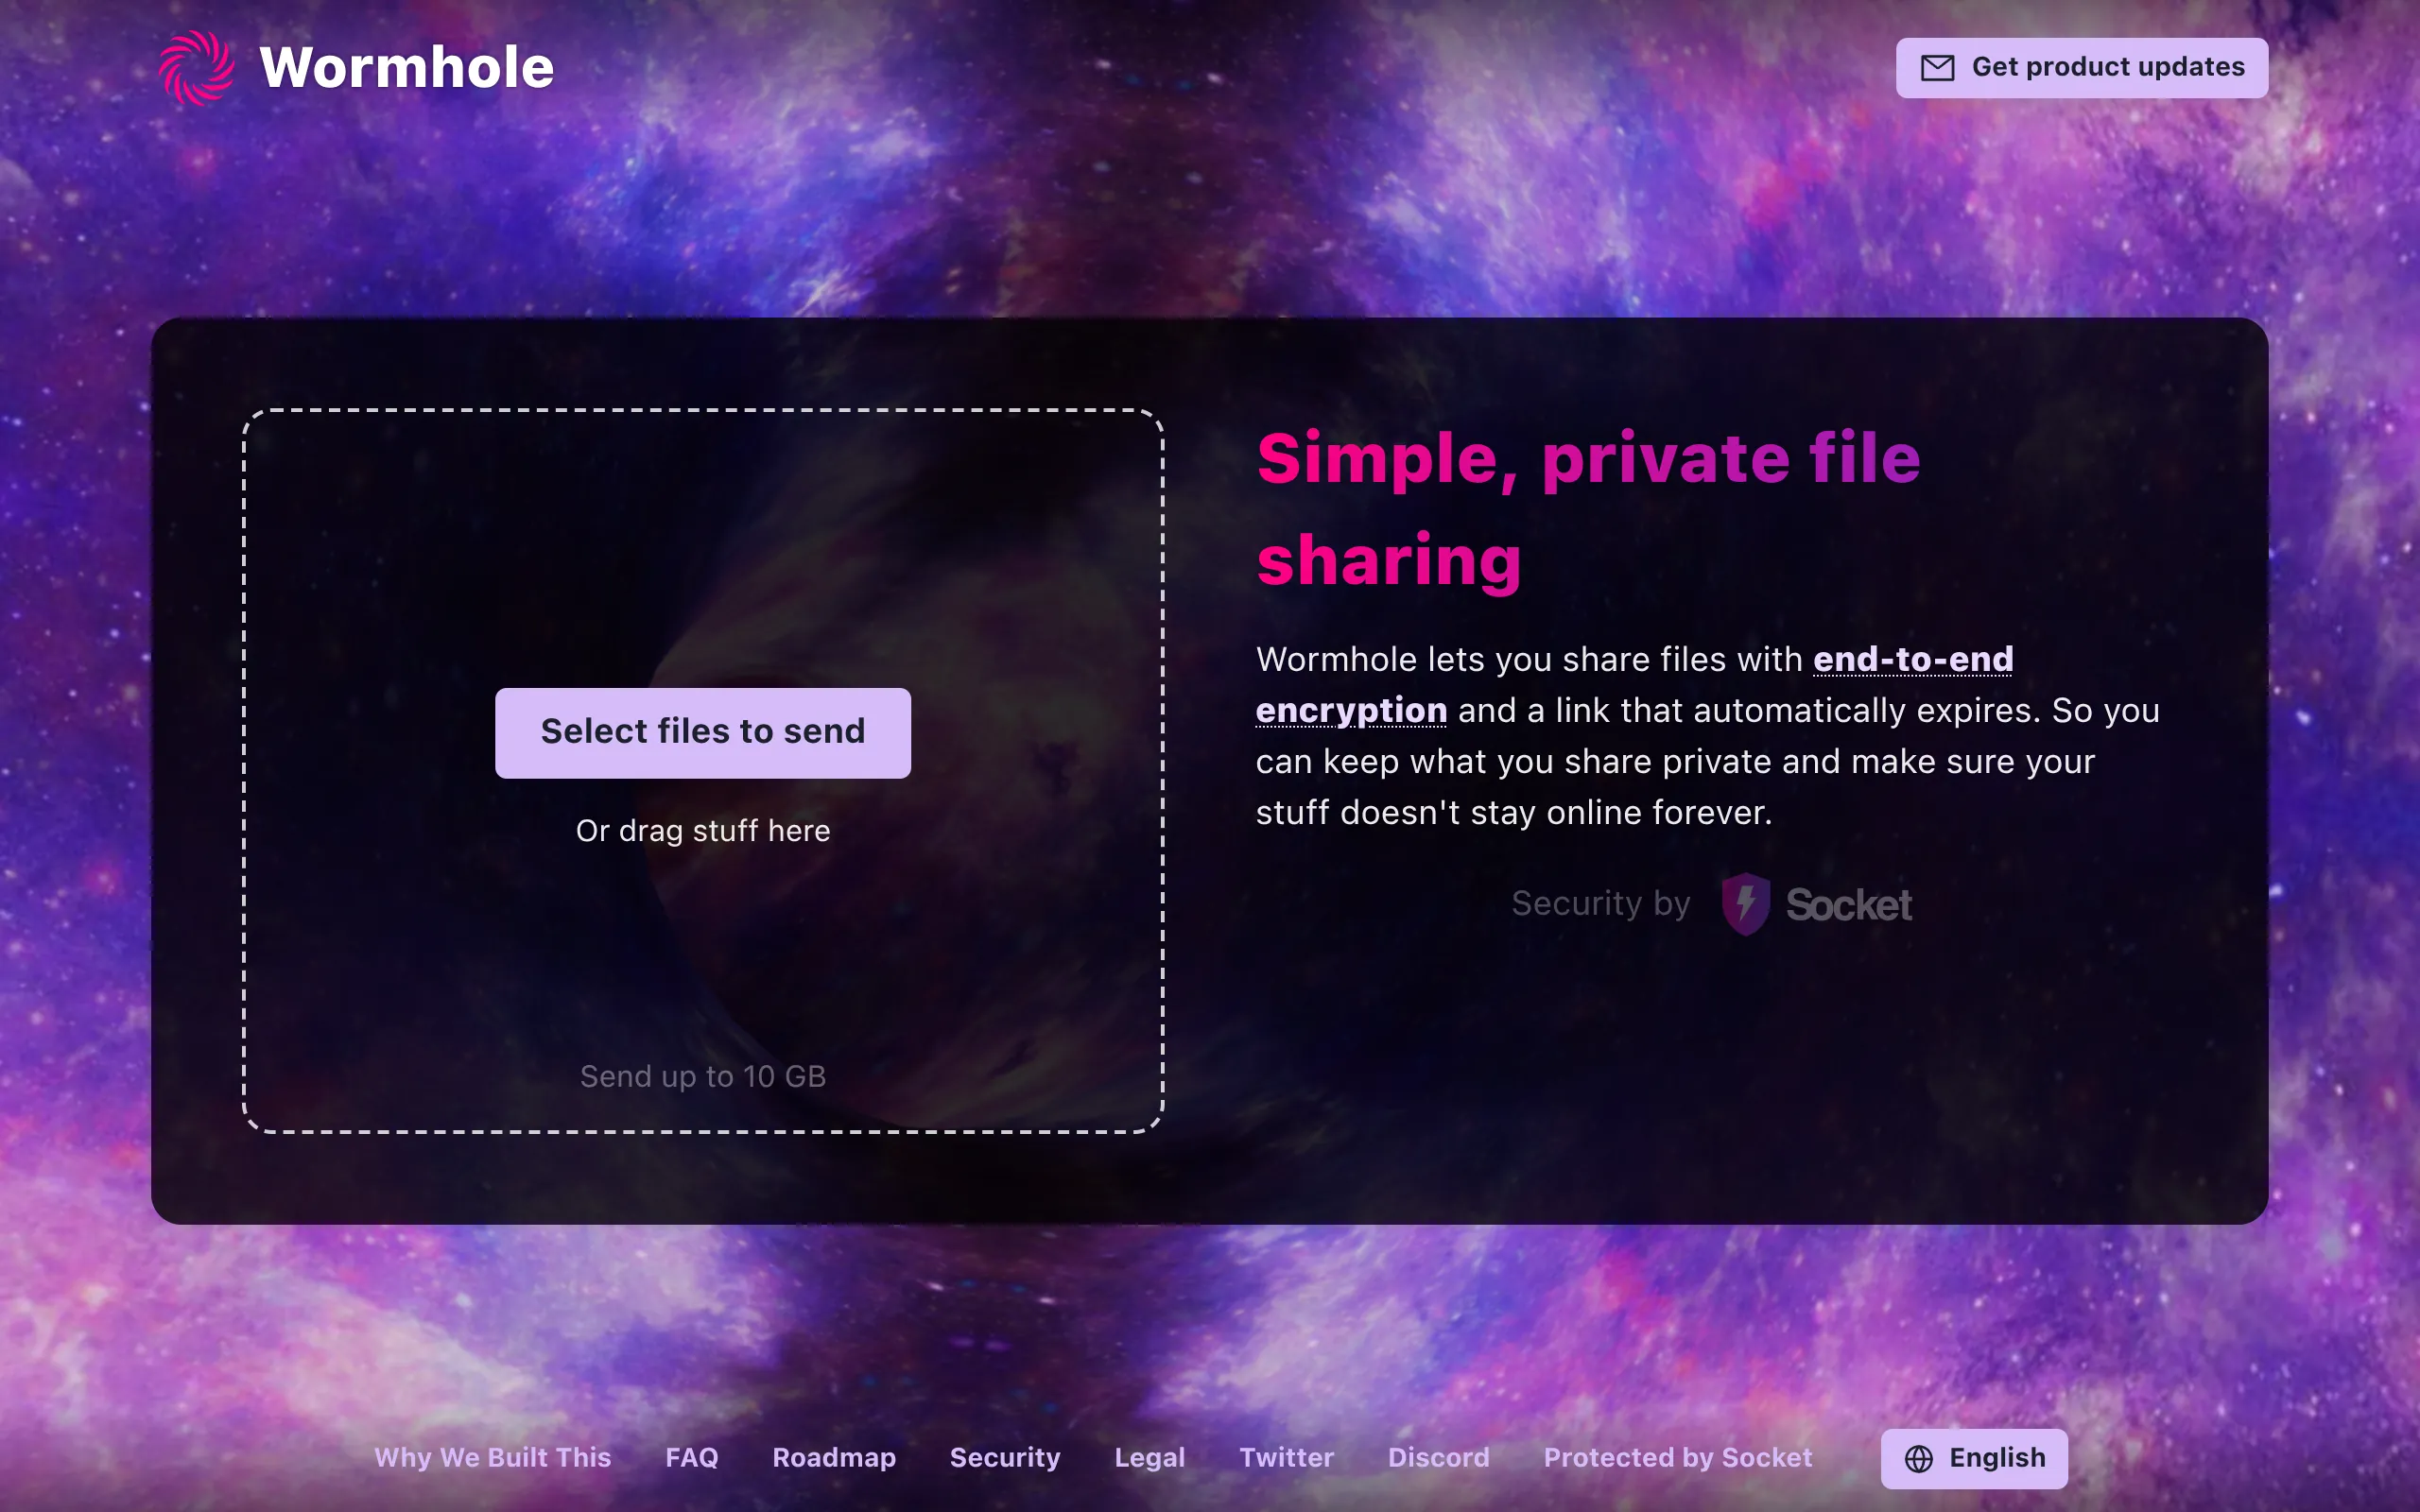 Wormhole
Get product updates
Simple, private file
sharing
Wormhole lets you share files with end-to-end
encryption and a link that automatically expires. So you
can keep what you share private and make sure your
stuff doesn't stay online forever.
Security by Socket
Select files to send
Or drag stuff here
Send up to 10 GB
Why We Built This FAQ Roadmap Security Legal Twitter Discord Protected by Socket English